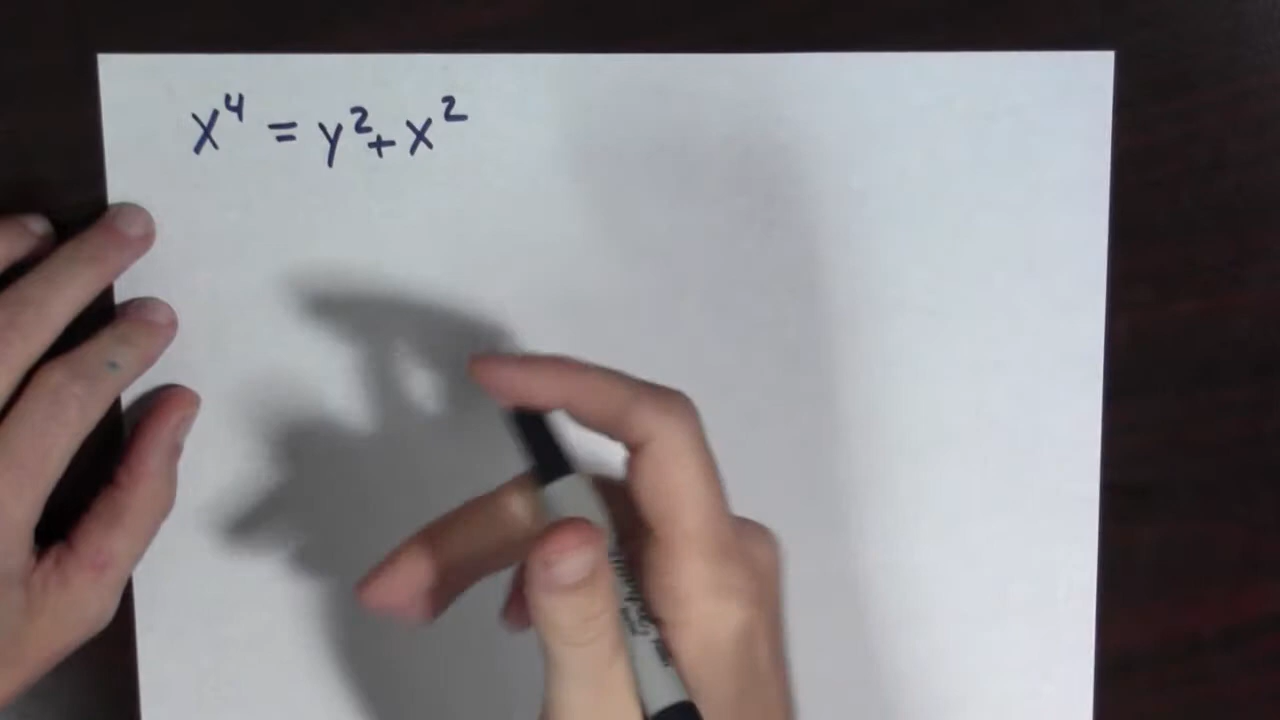 x⁴ = y² + x²